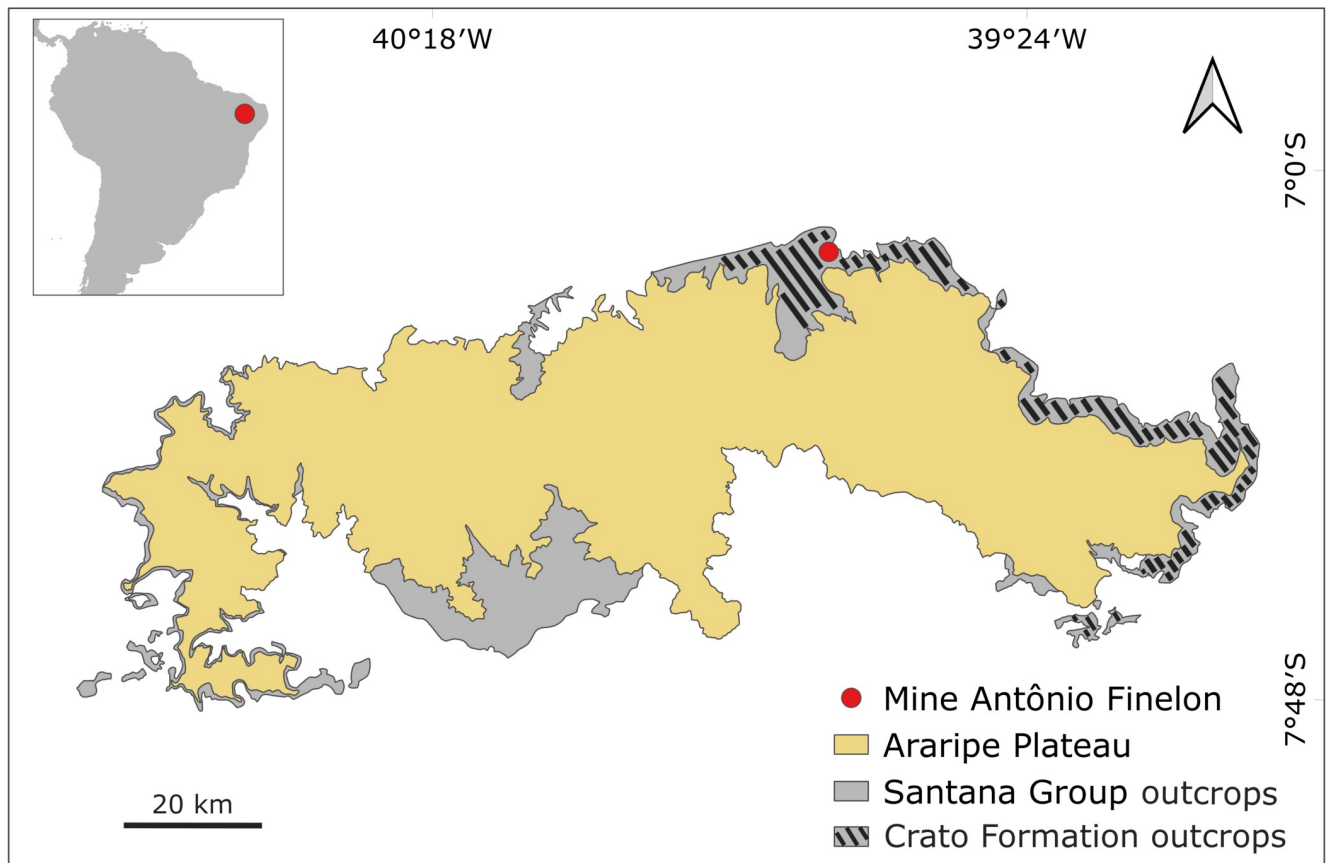 40°18′W
39°24′W
7°0′S
7°48′S
Mine Antônio Finelon
Araripe Plateau
Santana Group outcrops
Crato Formation outcrops
20 km